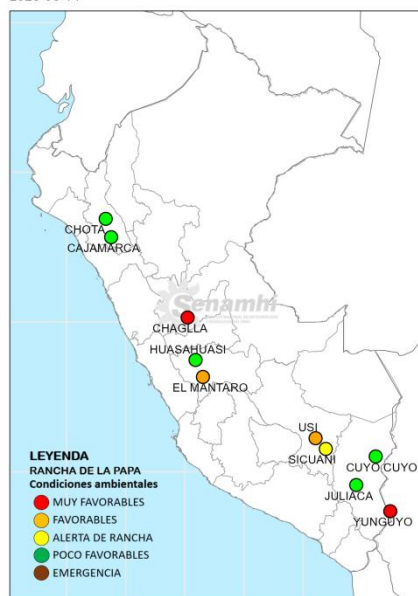 CHOTA
CAJAMARCA
Senamhi
CHAGLLA
HUASAHUASI
EL MANTARO
USI
SICUANI
CUYO CUYO
JULIACA
YUNGUYO
LEYENDA
RANCHA DE LA PAPA
Condiciones ambientales
MUY FAVORABLES
FAVORABLES
ALERTA DE RANCHA
POCO FAVORABLES
EMERGENCIA